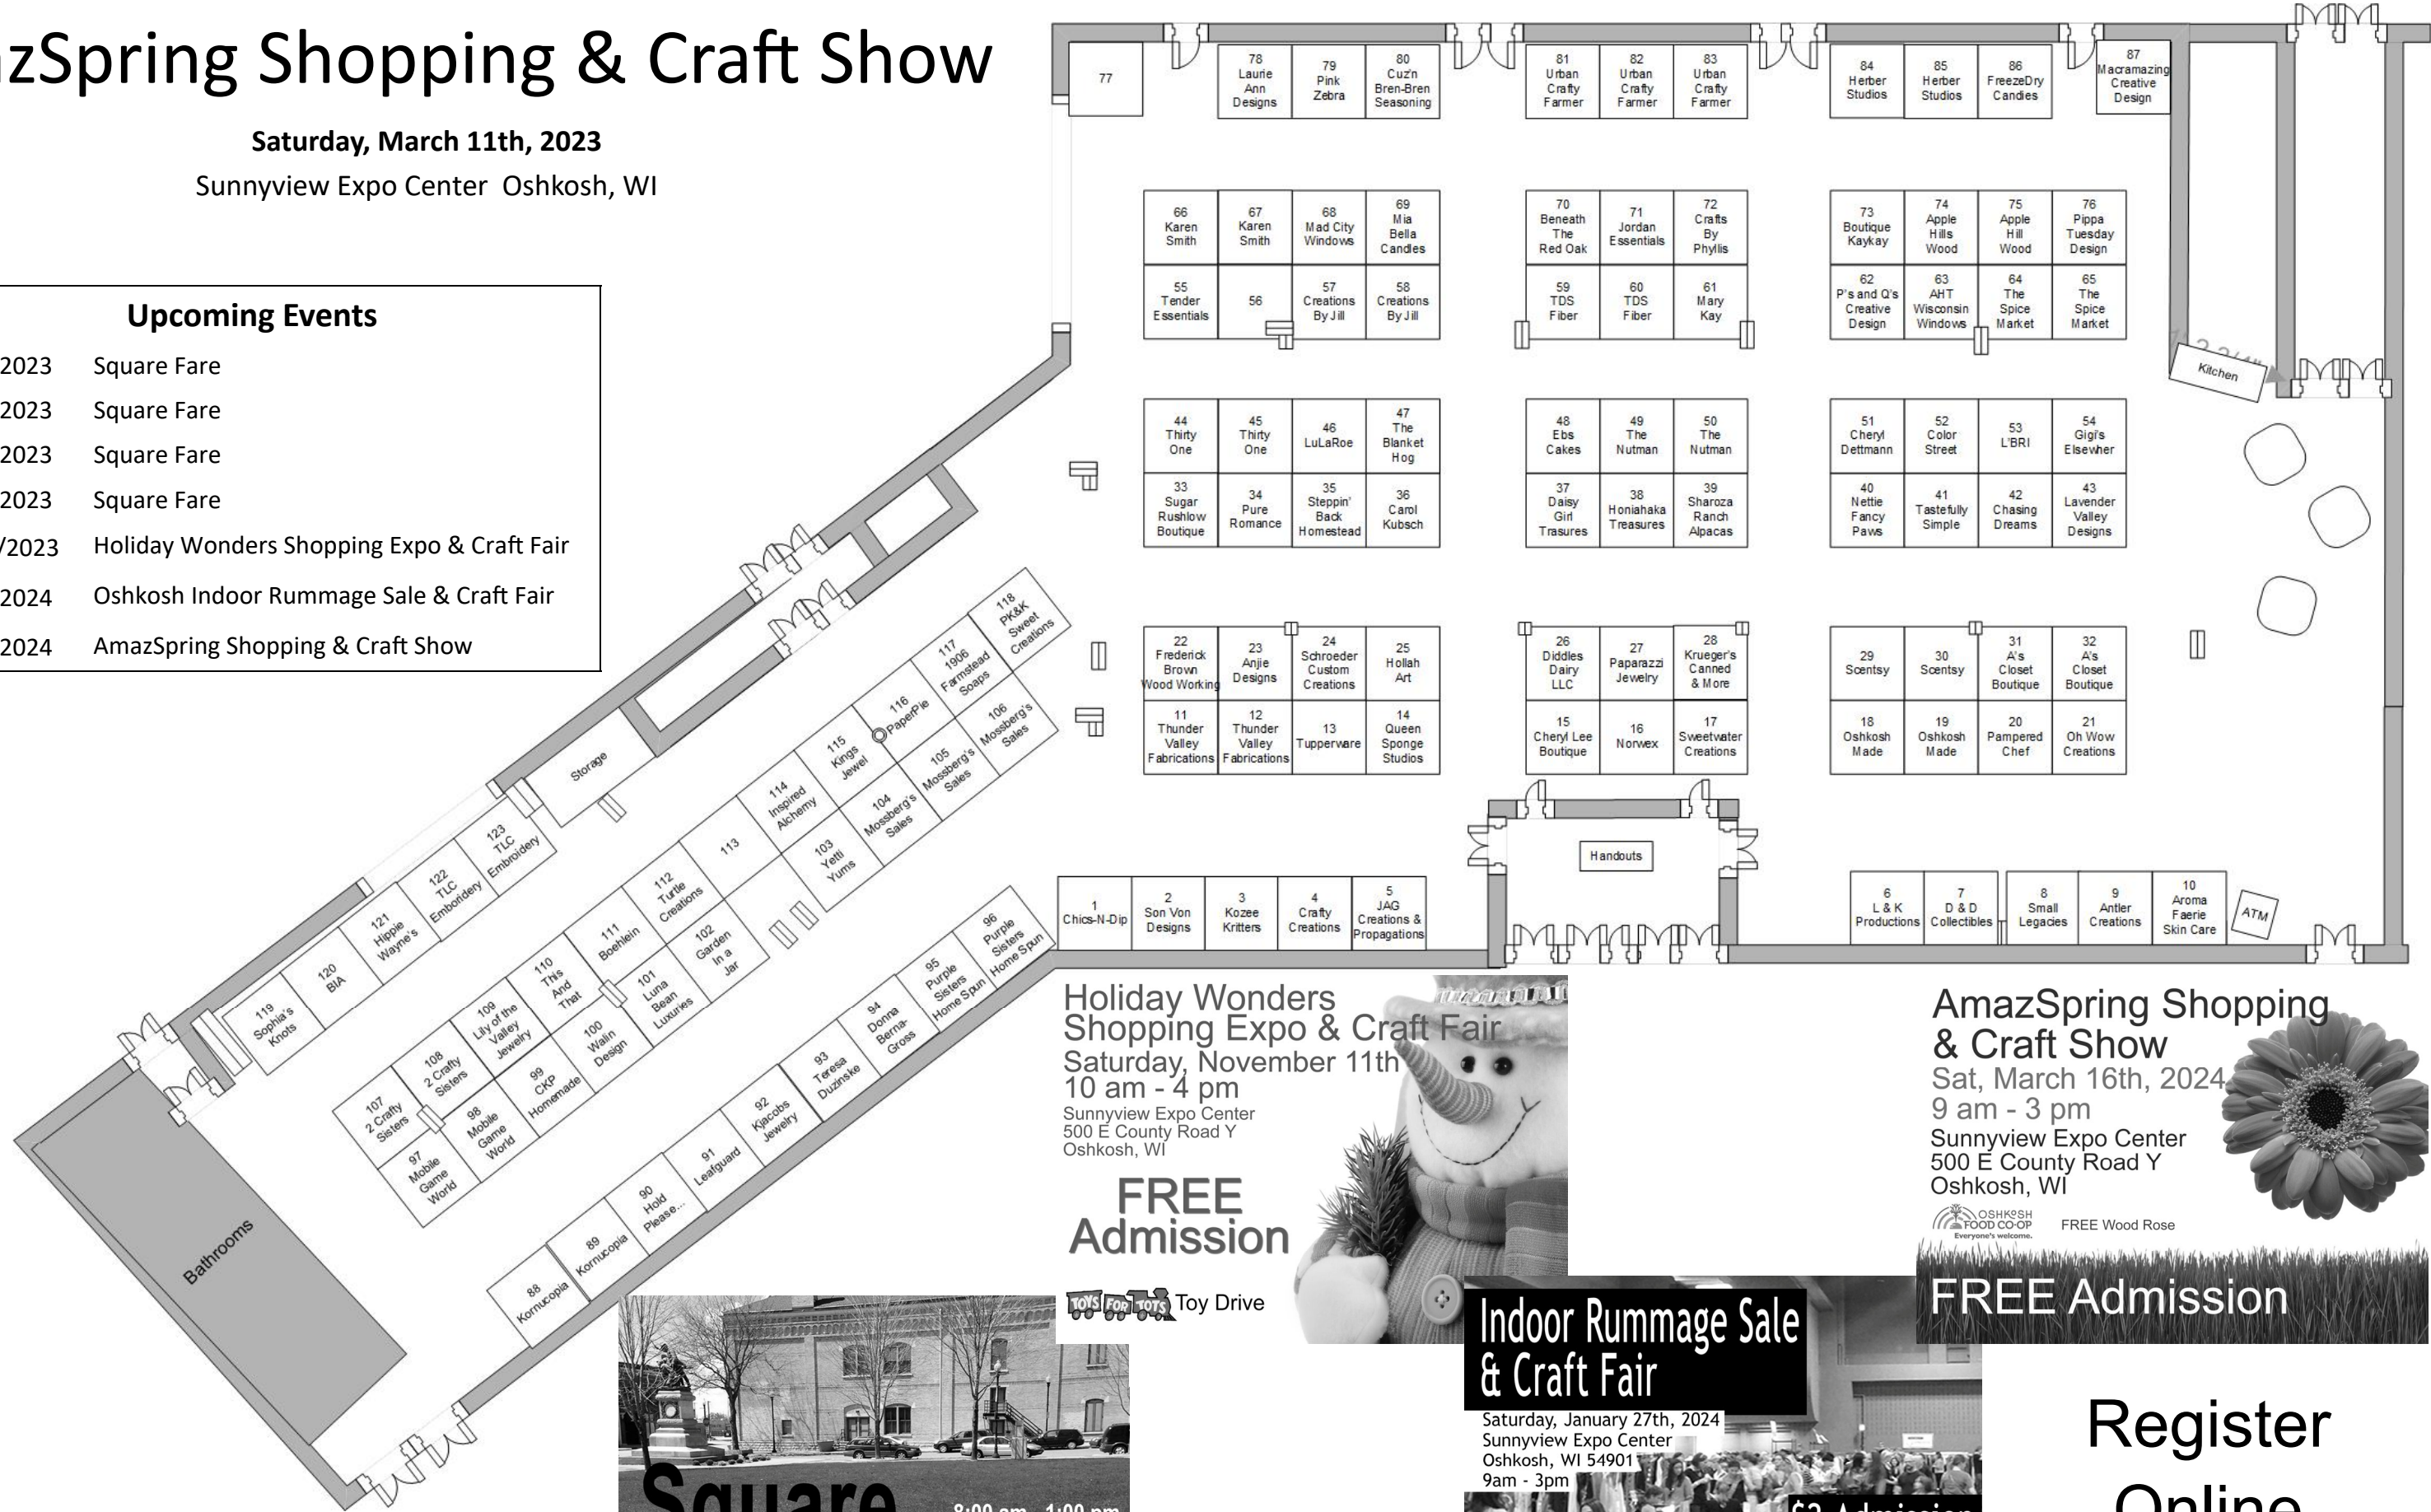 azSpring Shopping & Craft Show
Saturday, March 11th, 2023
Sunnyview Expo Center Oshkosh, WI
Upcoming Events
2023 Square Fare
2023 Square Fare
2023 Square Fare
2023 Square Fare
/2023 Holiday Wonders Shopping Expo & Craft Fair
2024 Oshkosh Indoor Rummage Sale & Craft Fair
2024 AmazSpring Shopping & Craft Show
77
78
Laurie
Ann
Designs
79
Pink
Zebra
80
Cuz'n
Bren-Bren
Seasoning
81
Urban
Crafty
Farmer
82
Urban
Crafty
Farmer
83
Urban
Crafty
Farmer
84
Herber
Studios
85
Herber
Studios
86
FreezeDry
Candies
87
Macramazing
Creative
Design
66
Karen
Smith
67
Karen
Smith
68
Mad City
Windows
69
Mia
Bella
Candles
70
Beneath
The
Red Oak
71
Jordan
Essentials
72
Crafts
By
Phyllis
73
Boutique
Kaykay
74
Apple
Hills
Wood
75
Apple
Hill
Wood
76
Pippa
Tuesday
Design
55
Tender
Essentials
56
57
Creations
By Jill
58
Creations
By Jill
59
TDS
Fiber
60
TDS
Fiber
61
Mary
Kay
62
P's and Q's
Creative
Design
63
AHT
Wisconsin
Windows
64
The
Spice
Market
65
The
Spice
Market
Kitchen
44
Thirty
One
45
Thirty
One
46
LuLaRoe
47
The
Blanket
Hog
48
Ebs
Cakes
49
The
Nutman
50
The
Nutman
51
Cheryl
Dettmann
52
Color
Street
53
L'BRI
54
Gigi's
Elsewher
33
Sugar
Rushlow
Boutique
34
Pure
Romance
35
Steppin'
Back
Homestead
36
Carol
Kubsch
37
Daisy
Girl
Trasures
38
Honiahaka
Treasures
39
Sharoza
Ranch
Alpacas
40
Nettie
Fancy
Paws
41
Tastefully
Simple
42
Chasing
Dreams
43
Lavender
Valley
Designs
22
Frederick
Brown
Wood Working
23
Anjie
Designs
24
Schroeder
Custom
Creations
25
Hollah
Art
26
Diddles
Dairy
LLC
27
Paparazzi
Jewelry
28
Krueger's
Canned
& More
29
Scentsy
30
Scentsy
31
A's
Closet
Boutique
32
A's
Closet
Boutique
11
Thunder
Valley
Fabrications
12
Thunder
Valley
Fabrications
13
Tupperware
14
Queen
Sponge
Studios
15
Cheryl Lee
Boutique
16
Norwex
17
Sweetwater
Creations
18
Oshkosh
Made
19
Oshkosh
Made
20
Pampered
Chef
21
Oh Wow
Creations
Handouts
1
Chics-N-Dip
2
Son Von
Designs
3
Kozee
Kritters
4
Crafty
Creations
5
JAG
Creations &
Propagations
6
L & K
Productions
7
D & D
Collectibles
8
Small
Legacies
9
Antler
Creations
10
Aroma
Faerie
Skin Care
ATM
Storage
118
PK&K
Sweet
Creations
117
1906
Farmstead
Soaps
116
PaperPie
115
Kings
Jewel
114
Inspired
Alchemy
113
112
Turtle
Creations
111
Boehlein
110
This
And
That
109
Lily of the
Valley
Jewelry
108
2 Crafty
Sisters
107
2 Crafty
Sisters
106
Mossberg's
Sales
105
Mossberg's
Sales
104
Mossberg's
Sales
103
Yetti
Yums
102
Garden
In a
Jar
101
Luna
Bean
Luxuries
100
Walin
Design
99
CKP
Homemade
98
Mobile
Game
World
97
Mobile
Game
World
123
TLC
Embroidery
122
TLC
Emboridery
121
Hippie
Wayne's
120
BIA
119
Sophia's
Knots
96
Purple
Sisters
Home Spun
95
Purple
Sisters
Home Spun
94
Donna
Berna-
Gross
93
Teresa
Duzinske
92
Kjacobs
Jewelry
91
Leafguard
90
Hold
Please...
89
Kornucopia
88
Kornucopia
Bathrooms
Holiday Wonders
Shopping Expo & Craft Fair
Saturday, November 11th
10 am - 4 pm
Sunnyview Expo Center
500 E County Road Y
Oshkosh, WI
FREE
Admission
TOYS FOR TOTS Toy Drive
AmazSpring Shopping
& Craft Show
Sat, March 16th, 2024
9 am - 3 pm
Sunnyview Expo Center
500 E County Road Y
Oshkosh, WI
OSHKOSH
FOOD CO-OP
Everyone's welcome.
FREE Wood Rose
FREE Admission
Square
8:00 am - 1:00 pm
Indoor Rummage Sale
& Craft Fair
Saturday, January 27th, 2024
Sunnyview Expo Center
Oshkosh, WI 54901
9am - 3pm
$2 Admission
Register
Online